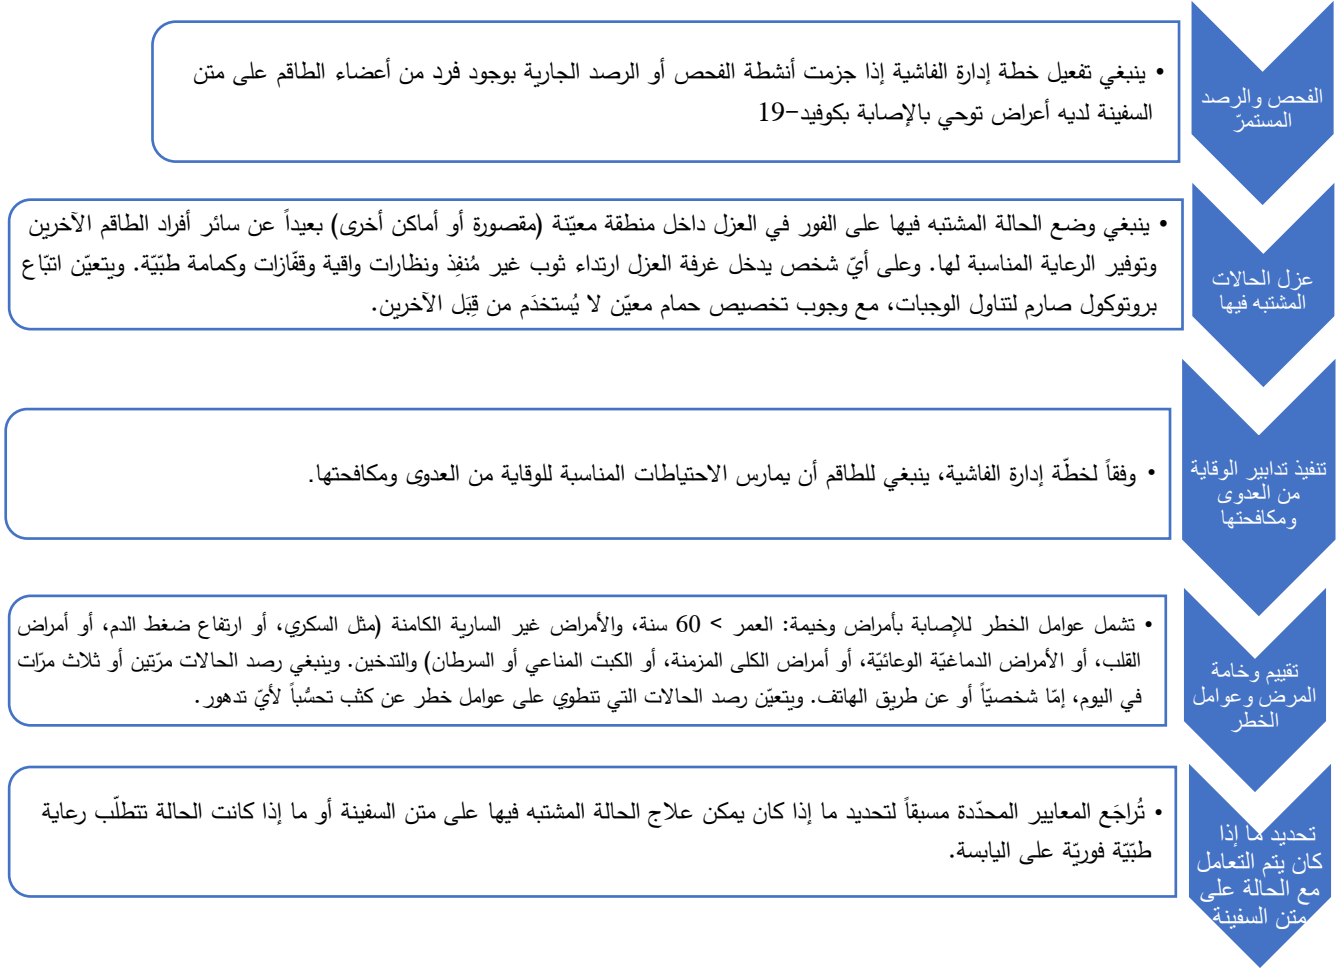 الفحص والرصد
المستمرّ
• ينبغي تفعيل خطة إدارة الفاشية إذا جزمت أنشطة الفحص أو الرصد الجارية بوجود فرد من أعضاء الطاقم على متن
السفينة لديه أعراض توحي بالإصابة بكوفيد-19
عزل الحالات
المشتبه فيها
• ينبغي وضع الحالة المشتبه فيها على الفور في العزل داخل منطقة معيّنة (مقصورة أو أماكن أخرى) بعيداً عن سائر أفراد الطاقم الآخرين
وتوفير الرعاية المناسبة لها. وعلى أيّ شخص يدخل غرفة العزل ارتداء ثوب غير مُنفِذ ونظارات واقية وقفّازات وكمامة طبّيّة. ويتعيّن اتبّاع
بروتوكول صارم لتناول الوجبات، مع وجوب تخصيص حمام معيّن لا يُستخدَم من قِبَل الآخرين.
تنفيذ تدابير الوقاية
من العدوى
ومكافحتها
• وفقاً لخطّة إدارة الفاشية، ينبغي للطاقم أن يمارس الاحتياطات المناسبة للوقاية من العدوى ومكافحتها.
تقييم وخامة
المرض وعوامل
الخطر
• تشمل عوامل الخطر للإصابة بأمراض وخيمة: العمر > 60 سنة، والأمراض غير السارية الكامنة (مثل السكري، أو ارتفاع ضغط الدم، أو أمراض
القلب، أو الأمراض الدماغيّة الوعائيّة، أو أمراض الكلى المزمنة، أو الكبت المناعي أو السرطان) والتدخين. وينبغي رصد الحالات مرّتين أو ثلاث مرّات
في اليوم، إمّا شخصيّاً أو عن طريق الهاتف. ويتعيّن رصد الحالات التي تنطوي على عوامل خطر عن كثب تحسُّباً لأيّ تدهور.
تحديد ما إذا
كان يتم التعامل
مع الحالة على
متن السفينة
• تُراجَع المعايير المحدّدة مسبقاً لتحديد ما إذا كان يمكن علاج الحالة المشتبه فيها على متن السفينة أو ما إذا كانت الحالة تتطلّب رعاية
طبّيّة فوريّة على اليابسة.